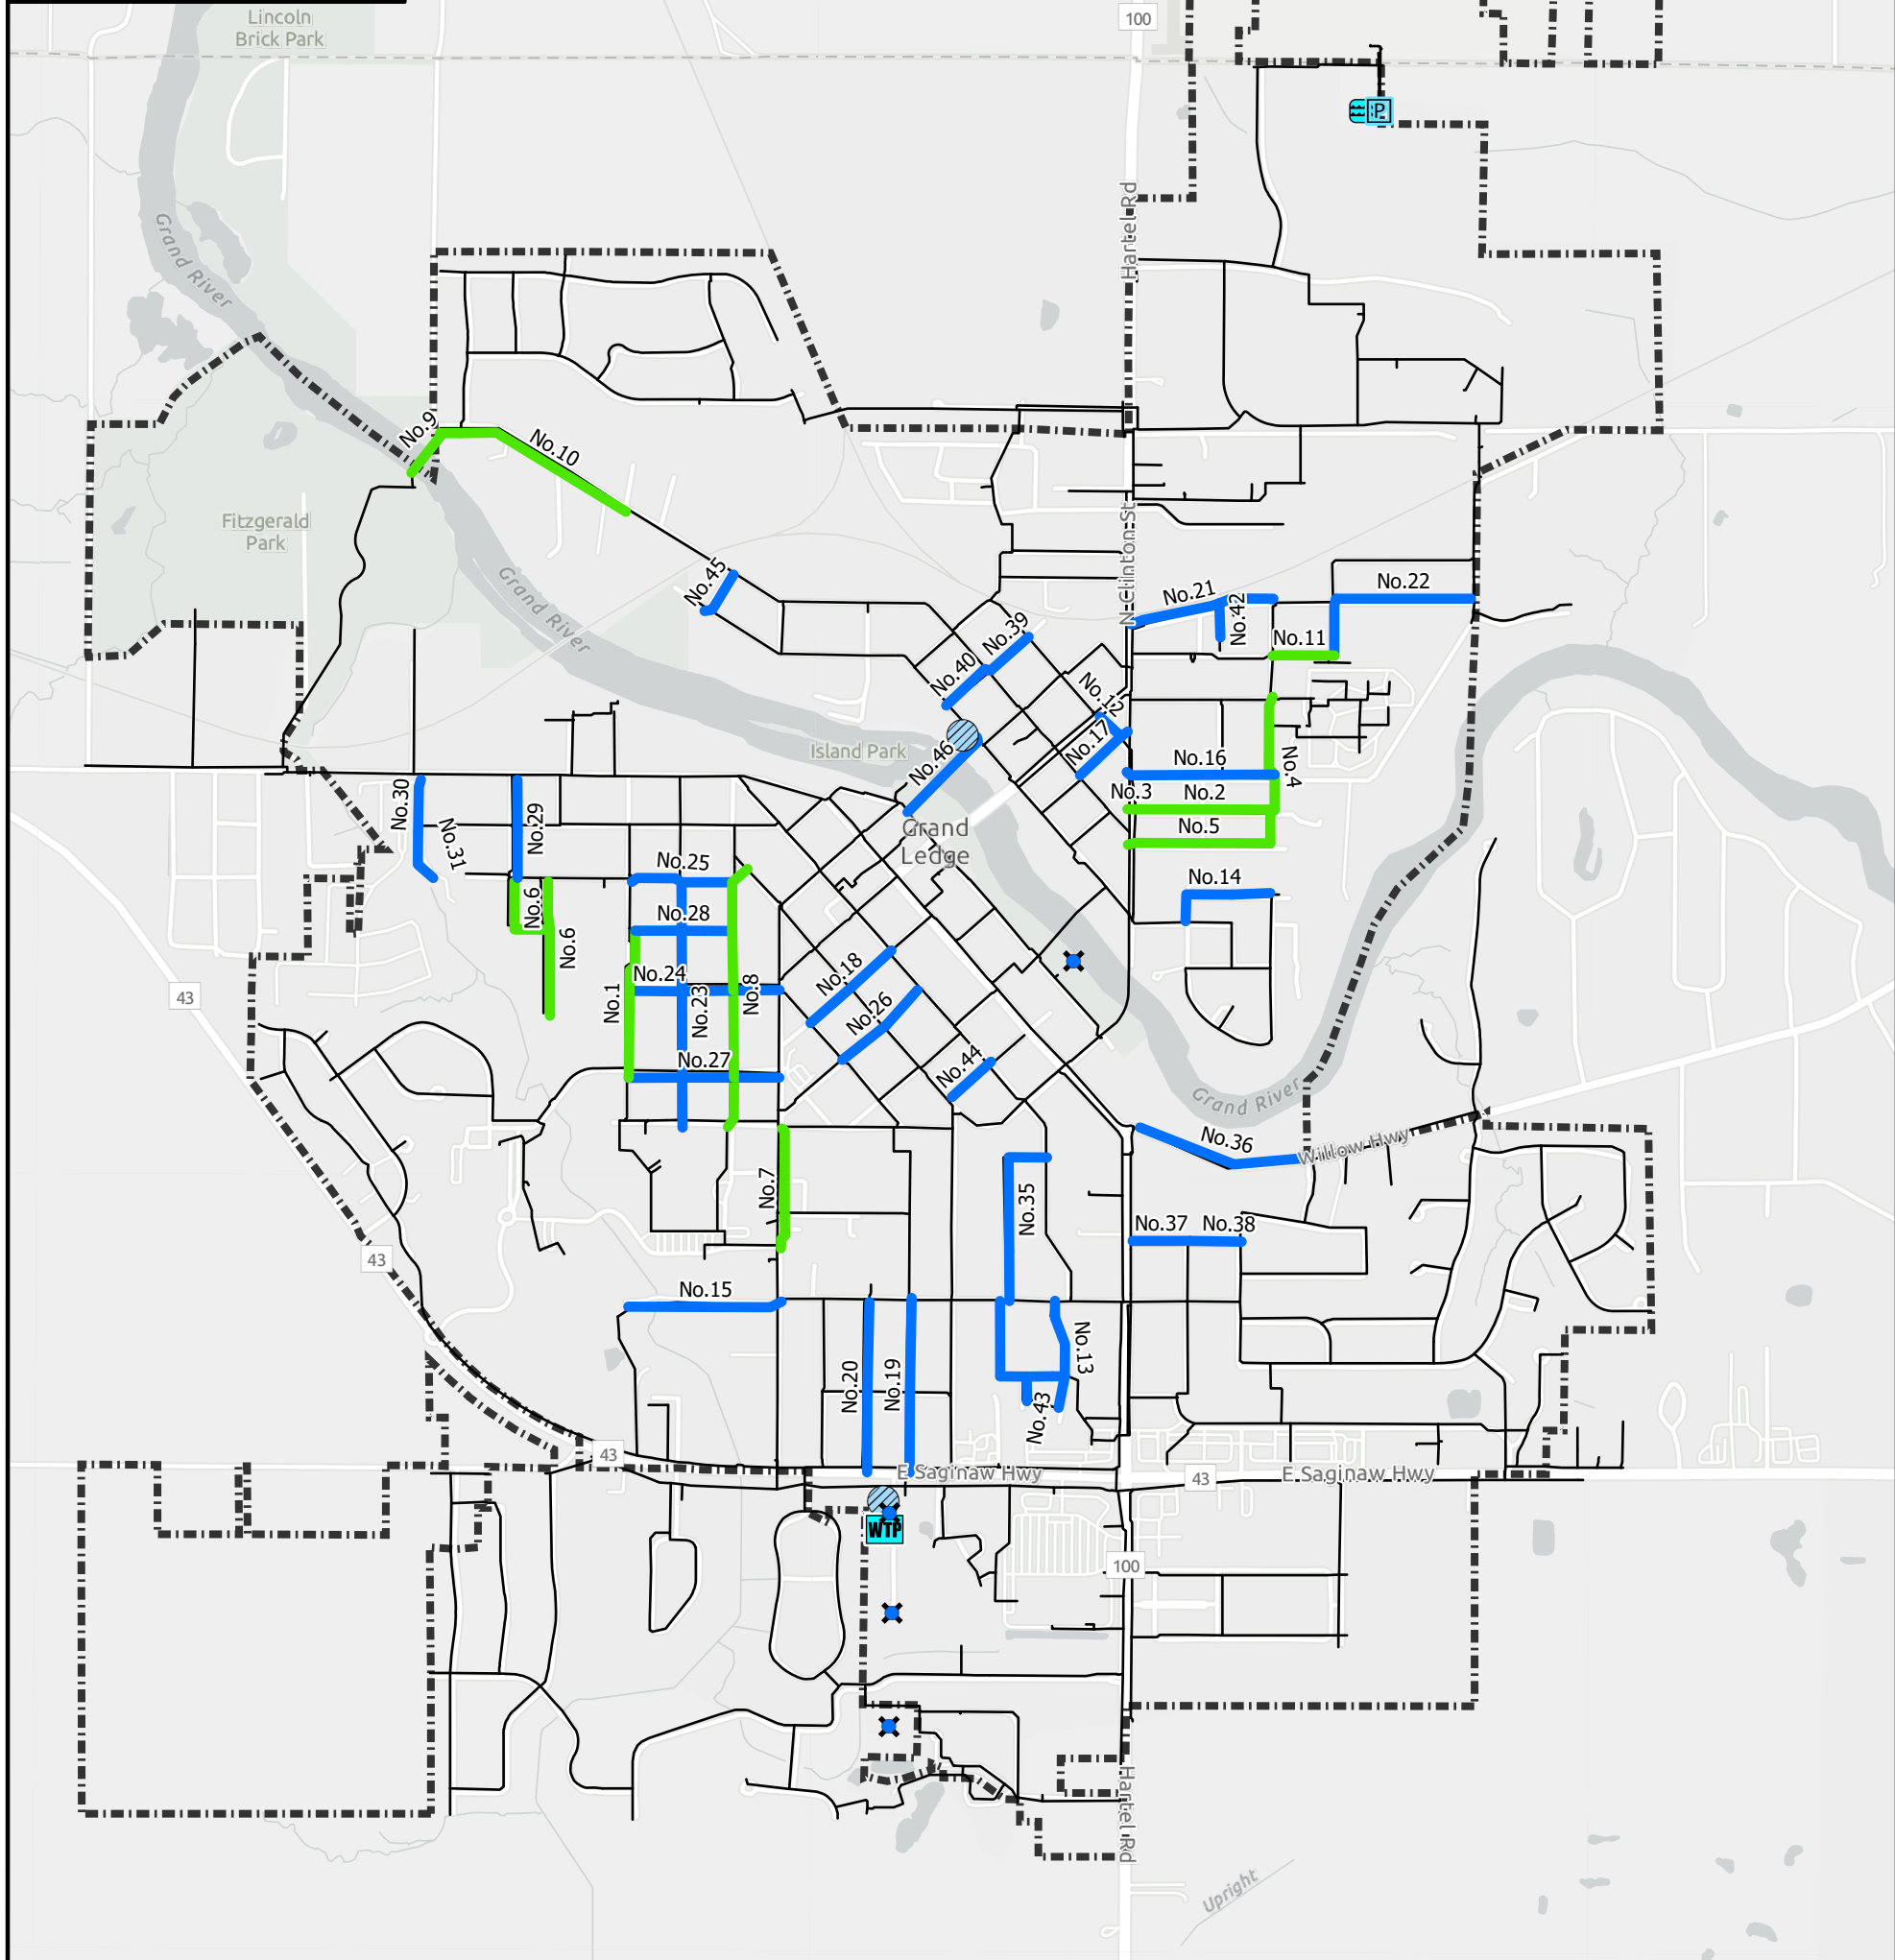 Lincoln
Brick Park
100
P
Grand River
Hartel Rd
No.9
No.10
Fitzgerald
Park
N Clinton St
Grand River
No.45
No.21
No.42
No.22
No.39
No.40
No.11
No.12
No.17
Island Park
No.46
No.16
No.4
No.3
No.2
No.5
No.30
No.29
No.31
Grand
Ledge
No.25
No.14
No.6
No.28
No.6
No.24
No.18
No.1
No.23
No.8
No.26
43
No.27
No.44
Grand River
No.36
Willow Hwy
No.7
No.35
No.37
No.38
43
No.15
No.13
No.20
No.19
No.43
43
E Saginaw Hwy
43
E Saginaw Hwy
WTP
100
Hartel Rd
Upright